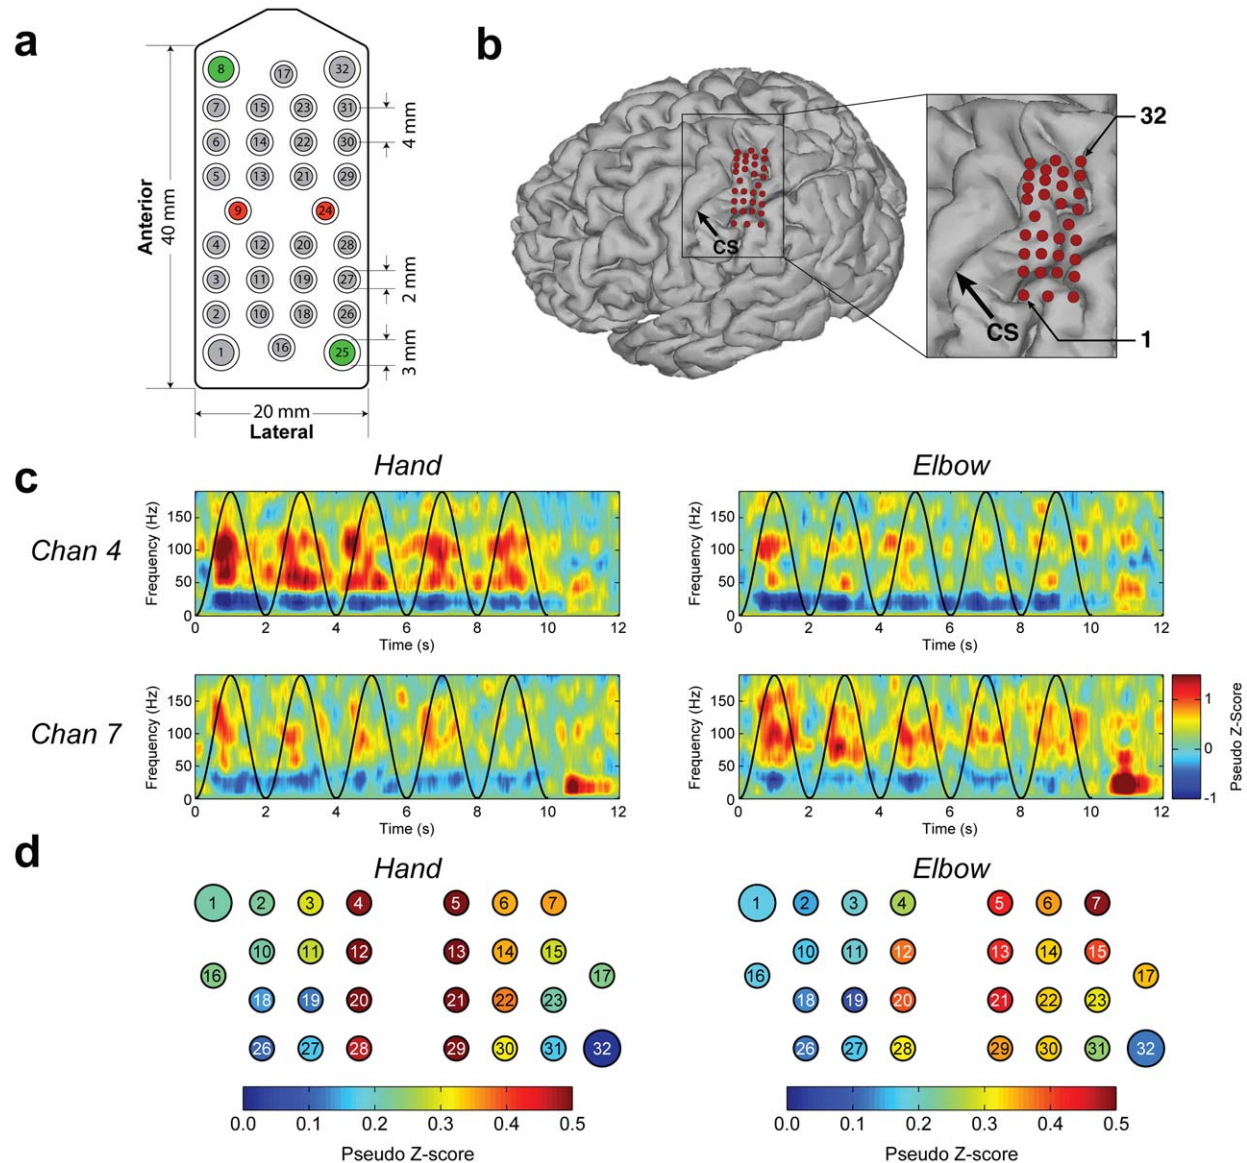 a
8 17 32
7 15 23 31
4 mm
6 14 22 30
5 13 21 29
9 24
Anterior
40 mm
4 12 20 28
3 11 19 27
2 mm
2 10 18 26
1 16 25
3 mm
20 mm
Lateral
b
CS
32
CS
1
c
Hand
Elbow
Chan 4
Frequency (Hz)
150
100
50
0
0 2 4 6 8 10 12
Time (s)
Frequency (Hz)
150
100
50
0
0 2 4 6 8 10 12
Time (s)
Chan 7
Frequency (Hz)
150
100
50
0
0 2 4 6 8 10 12
Time (s)
Frequency (Hz)
150
100
50
0
0 2 4 6 8 10 12
Time (s)
1
0
-1
Pseudo Z-Score
d
Hand
1 2 3 4 5 6 7
10 11 12 13 14 15
16 17
18 19 20 21 22 23
26 27 28 29 30 31 32
0.0 0.1 0.2 0.3 0.4 0.5
Pseudo Z-score
Elbow
1 2 3 4 5 6 7
10 11 12 13 14 15
16 17
18 19 20 21 22 23
26 27 28 29 30 31 32
0.0 0.1 0.2 0.3 0.4 0.5
Pseudo Z-score